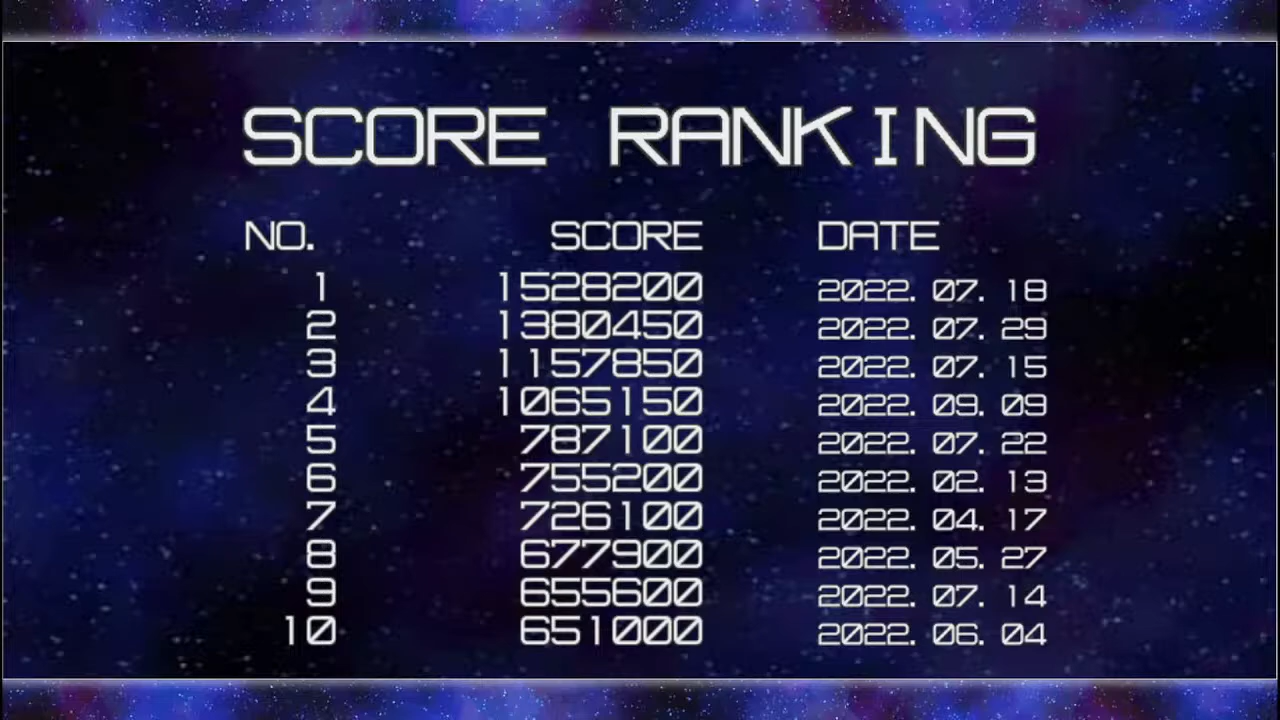 SCORE RANKING
NO. SCORE DATE
1 1528200 2022. 07. 18
2 1380450 2022. 07. 29
3 1157850 2022. 07. 15
4 1065150 2022. 09. 09
5 787100 2022. 07. 22
6 755200 2022. 02. 13
7 726100 2022. 04. 17
8 677900 2022. 05. 27
9 655600 2022. 07. 14
10 651000 2022. 06. 04